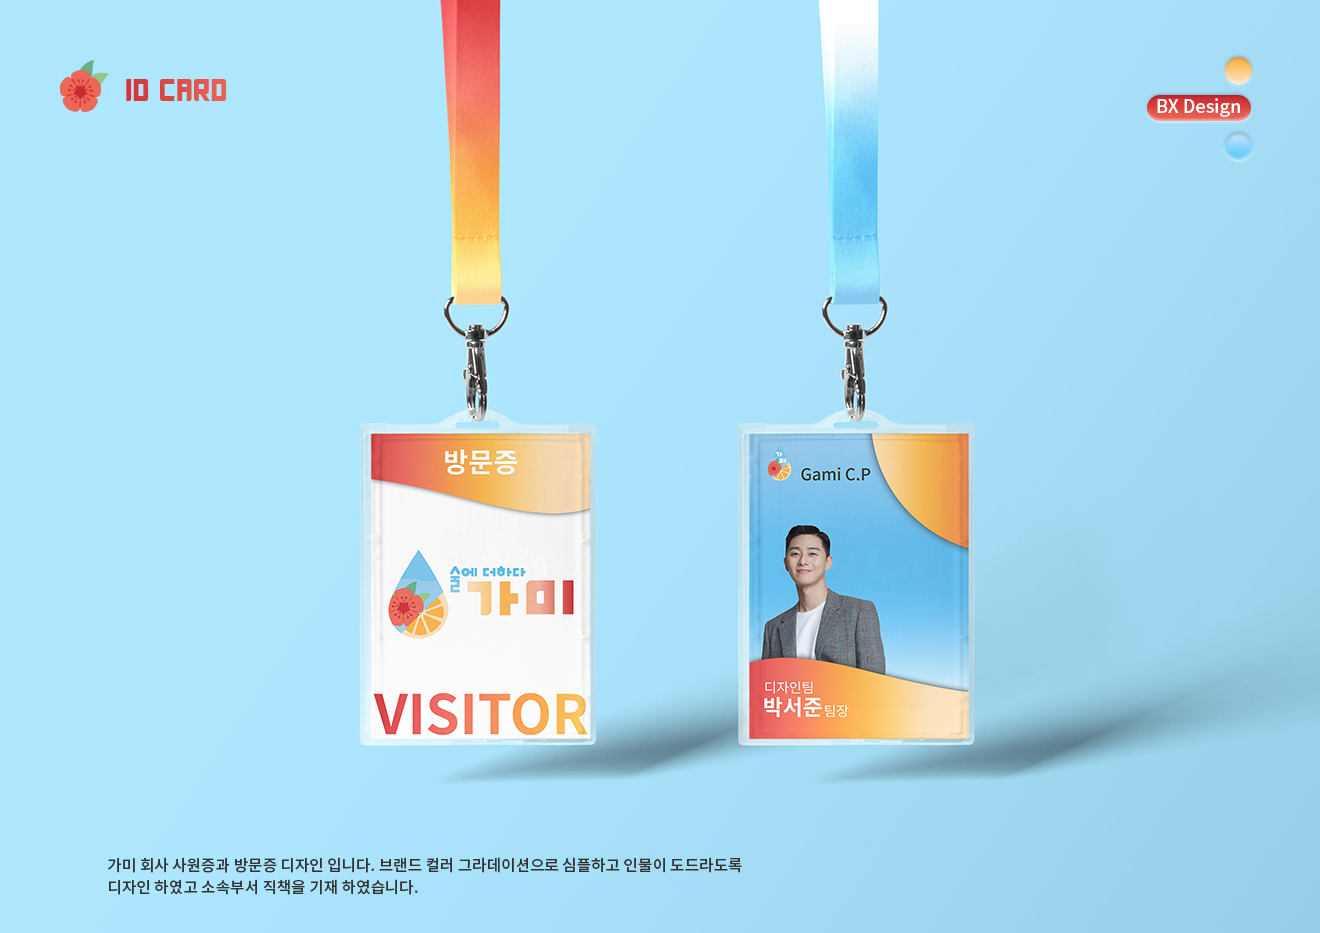 ID CARD
BX Design
방문증
술에 더하다
가미
VISITOR
가미
Gami C.P
디자인팀
박서준팀장
가미 회사 사원증과 방문증 디자인 입니다. 브랜드 컬러 그라데이션으로 심플하고 인물이 도드라도록
디자인 하였고 소속부서 직책을 기재 하였습니다.